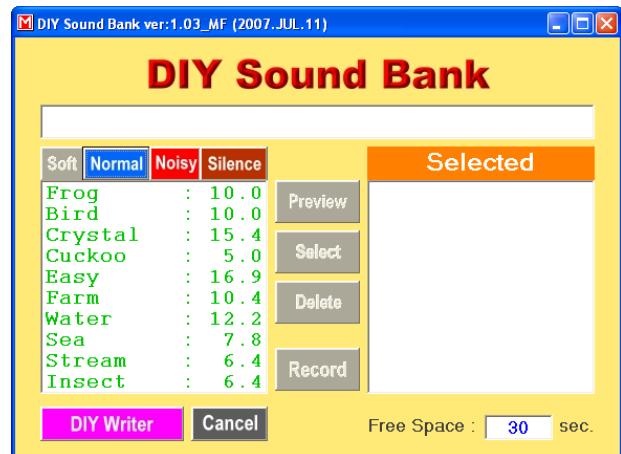 M DIY Sound Bank ver:1.03_MF (2007.JUL.11)
DIY Sound Bank
Soft Normal Noisy Silence
Selected
Frog : 10.0
Bird : 10.0
Crystal : 15.4
Cuckoo : 5.0
Easy : 16.9
Farm : 10.4
Water : 12.2
Sea : 7.8
Stream : 6.4
Insect : 6.4
Preview
Select
Delete
Record
DIY Writer Cancel
Free Space : 30 sec.